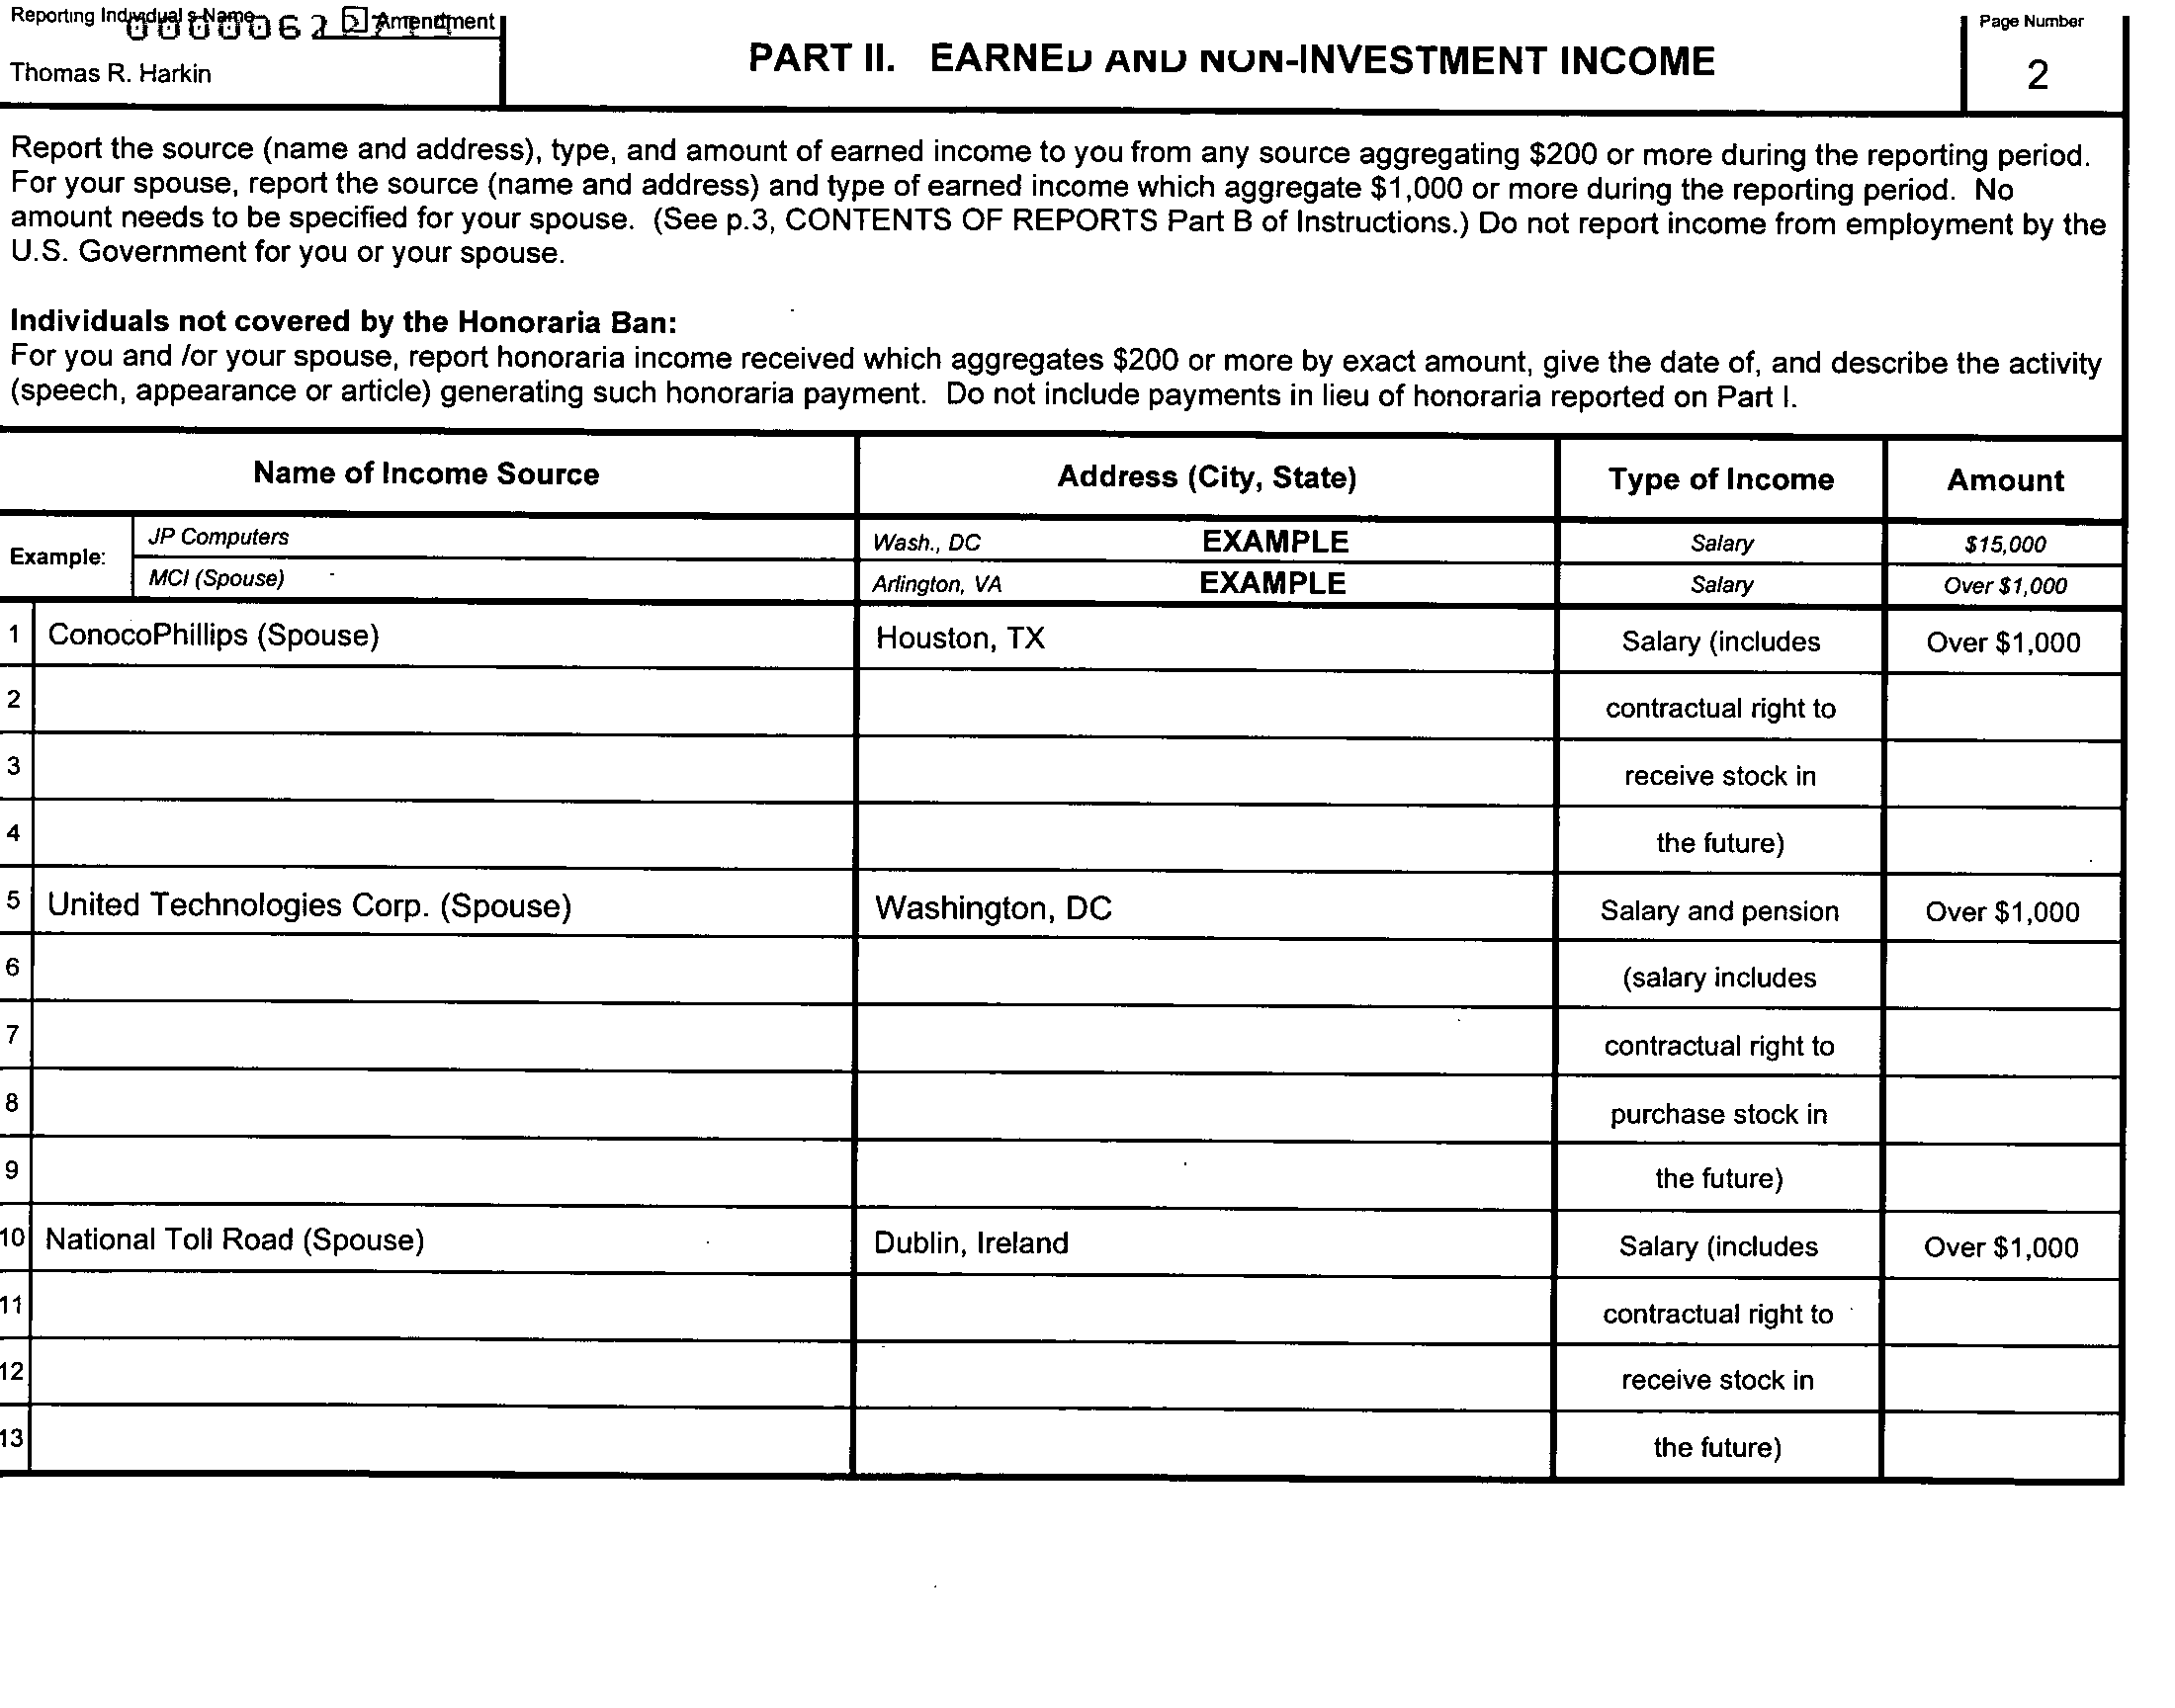 Reporting Individual s Name
Amendment
Thomas R. Harkin
PART II. EARNED AND NON-INVESTMENT INCOME
Page Number
2
Report the source (name and address), type, and amount of earned income to you from any source aggregating $200 or more during the reporting period.
For your spouse, report the source (name and address) and type of earned income which aggregate $1,000 or more during the reporting period. No
amount needs to be specified for your spouse. (See p.3, CONTENTS OF REPORTS Part B of Instructions.) Do not report income from employment by the
U.S. Government for you or your spouse.
Individuals not covered by the Honoraria Ban:
For you and /or your spouse, report honoraria income received which aggregates $200 or more by exact amount, give the date of, and describe the activity
(speech, appearance or article) generating such honoraria payment. Do not include payments in lieu of honoraria reported on Part I.
Name of Income Source Address (City, State) Type of Income Amount
Example: JP Computers Wash., DC EXAMPLE Salary $15,000
MCI (Spouse) Arlington, VA EXAMPLE Salary Over $1,000
1 ConocoPhillips (Spouse) Houston, TX Salary (includes Over $1,000
2 contractual right to
3 receive stock in
4 the future)
5 United Technologies Corp. (Spouse) Washington, DC Salary and pension Over $1,000
6 (salary includes
7 contractual right to
8 purchase stock in
9 the future)
10 National Toll Road (Spouse) Dublin, Ireland Salary (includes Over $1,000
11 contractual right to
12 receive stock in
13 the future)